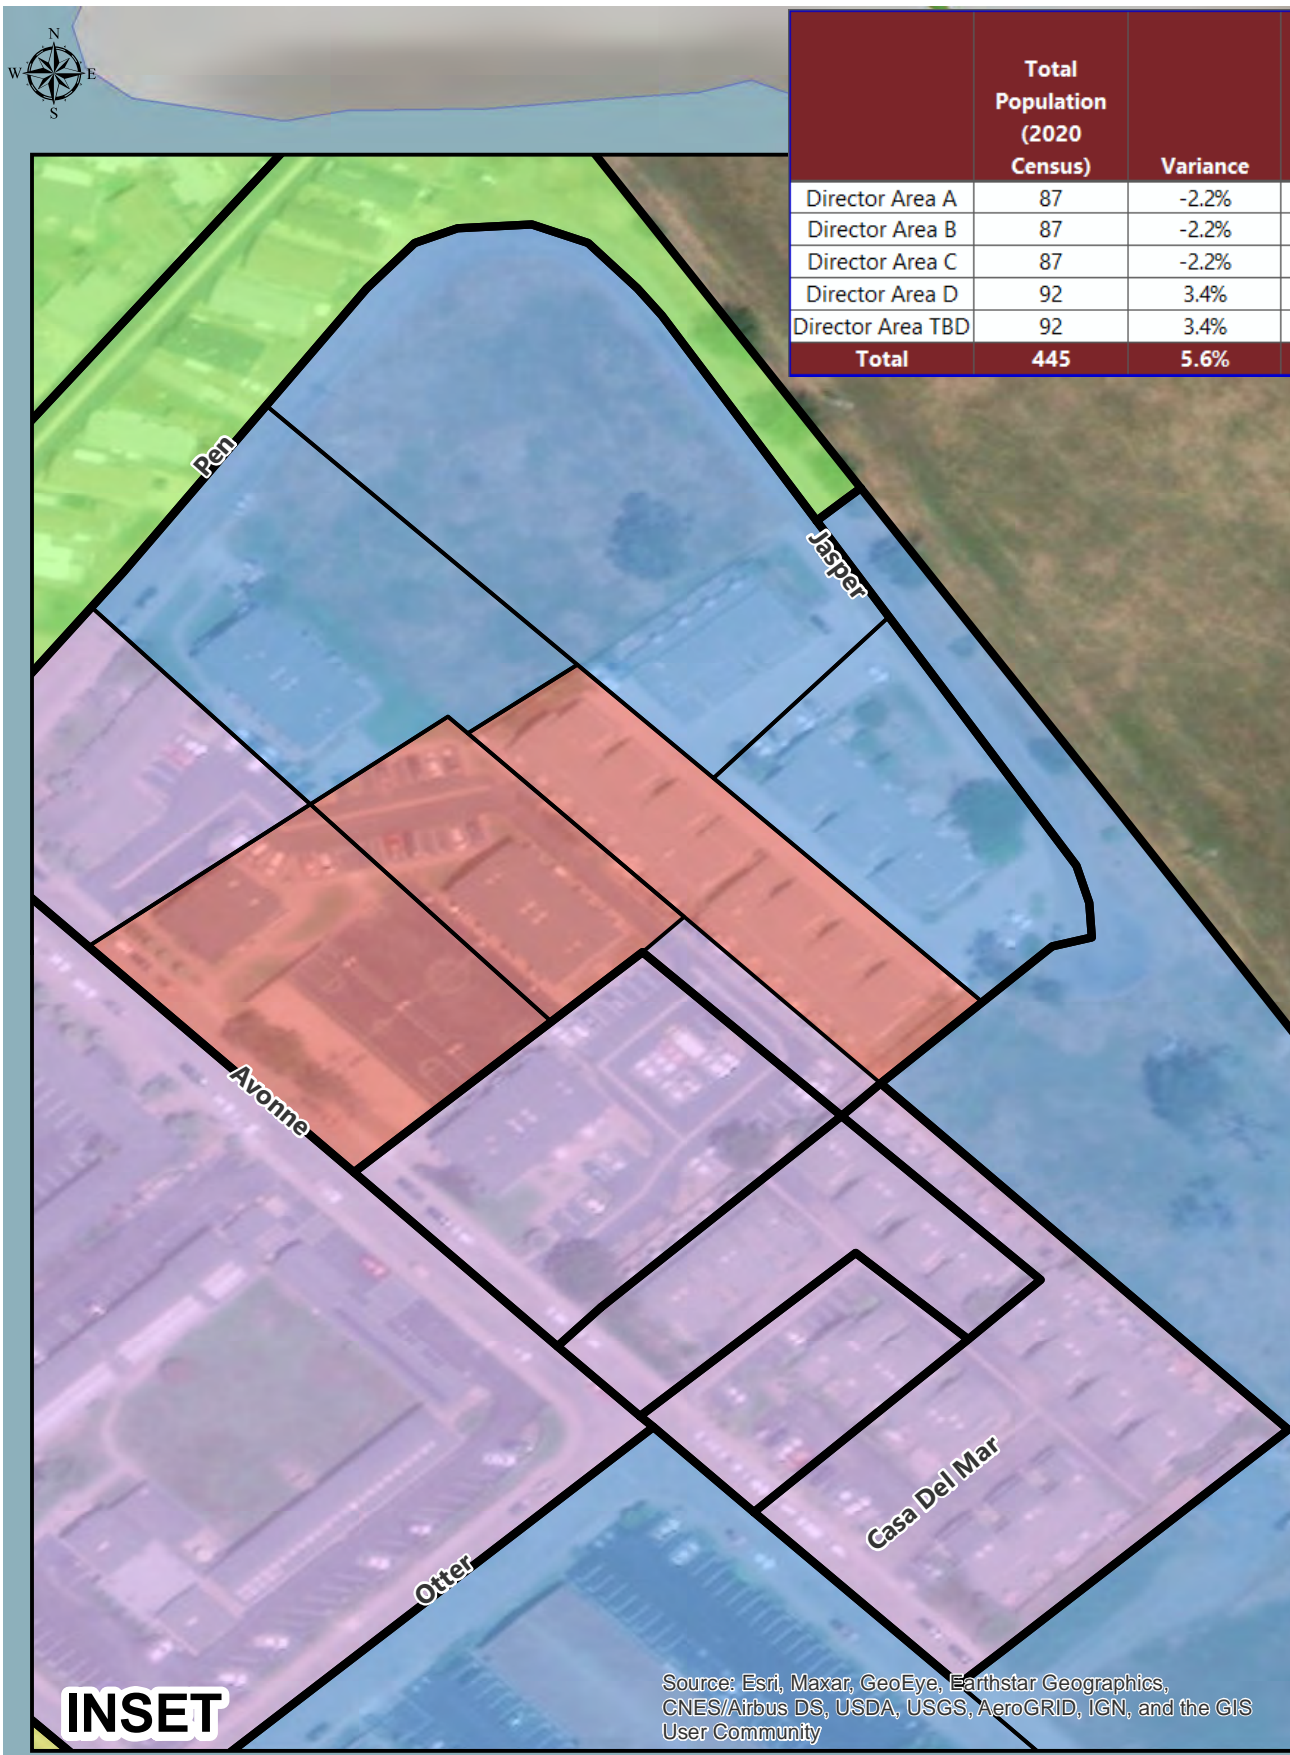 N
W E
S
Total
Population
(2020
Census) Variance
Director Area A 87 -2.2%
Director Area B 87 -2.2%
Director Area C 87 -2.2%
Director Area D 92 3.4%
Director Area TBD 92 3.4%
Total 445 5.6%
Pen
Jasper
Avonne
Casa Del Mar
Otter
INSET
Source: Esri, Maxar, GeoEye, Earthstar Geographics,
CNES/Airbus DS, USDA, USGS, AeroGRID, IGN, and the GIS
User Community